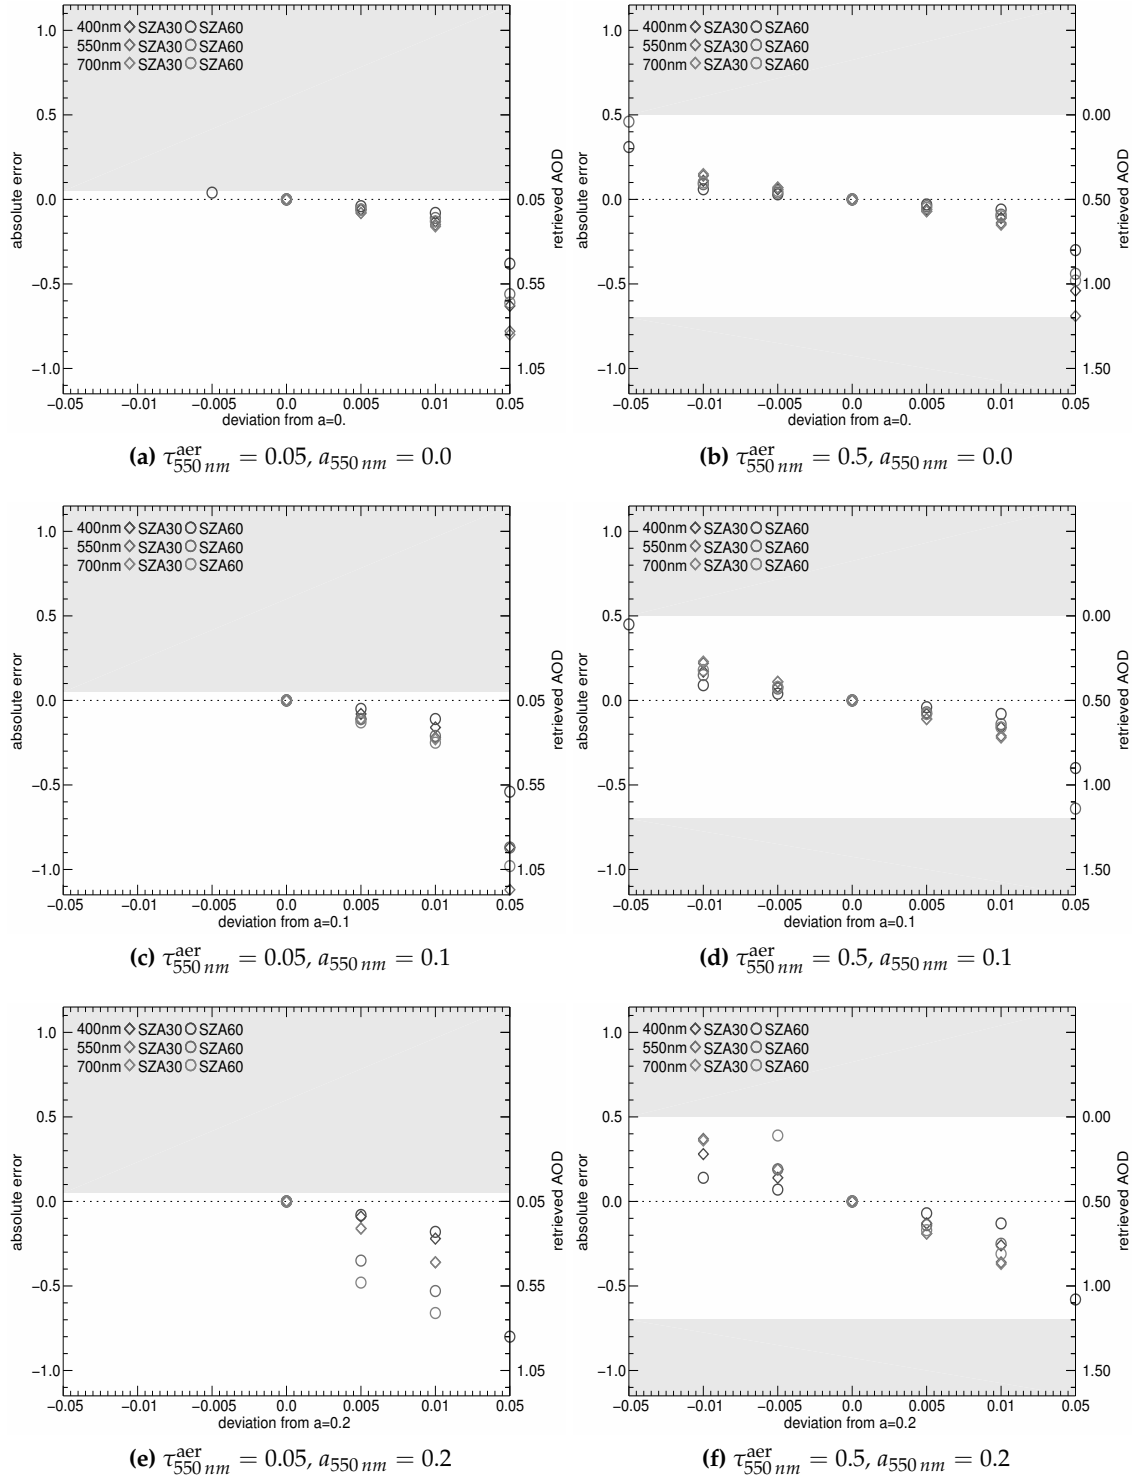 1.0
0.5
0.0
−0.5
−1.0
absolute error
400nm ◇ SZA30 ○ SZA60
550nm ◇ SZA30 ○ SZA60
700nm ◇ SZA30 ○ SZA60
0.05
0.55
1.05
retrieved AOD
−0.05 −0.01 −0.005 0.0 0.005 0.01 0.05
deviation from a=0.
(a) τ^aer_550 nm = 0.05, a_550 nm = 0.0
1.0
0.5
0.0
−0.5
−1.0
absolute error
400nm ◇ SZA30 ○ SZA60
550nm ◇ SZA30 ○ SZA60
700nm ◇ SZA30 ○ SZA60
0.00
0.50
1.00
1.50
retrieved AOD
−0.05 −0.01 −0.005 0.0 0.005 0.01 0.05
deviation from a=0.
(b) τ^aer_550 nm = 0.5, a_550 nm = 0.0
1.0
0.5
0.0
−0.5
−1.0
absolute error
400nm ◇ SZA30 ○ SZA60
550nm ◇ SZA30 ○ SZA60
700nm ◇ SZA30 ○ SZA60
0.05
0.55
1.05
retrieved AOD
−0.05 −0.01 −0.005 0.0 0.005 0.01 0.05
deviation from a=0.1
(c) τ^aer_550 nm = 0.05, a_550 nm = 0.1
1.0
0.5
0.0
−0.5
−1.0
absolute error
400nm ◇ SZA30 ○ SZA60
550nm ◇ SZA30 ○ SZA60
700nm ◇ SZA30 ○ SZA60
0.00
0.50
1.00
1.50
retrieved AOD
−0.05 −0.01 −0.005 0.0 0.005 0.01 0.05
deviation from a=0.1
(d) τ^aer_550 nm = 0.5, a_550 nm = 0.1
1.0
0.5
0.0
−0.5
−1.0
absolute error
400nm ◇ SZA30 ○ SZA60
550nm ◇ SZA30 ○ SZA60
700nm ◇ SZA30 ○ SZA60
0.05
0.55
1.05
retrieved AOD
−0.05 −0.01 −0.005 0.0 0.005 0.01 0.05
deviation from a=0.2
(e) τ^aer_550 nm = 0.05, a_550 nm = 0.2
1.0
0.5
0.0
−0.5
−1.0
absolute error
400nm ◇ SZA30 ○ SZA60
550nm ◇ SZA30 ○ SZA60
700nm ◇ SZA30 ○ SZA60
0.00
0.50
1.00
1.50
retrieved AOD
−0.05 −0.01 −0.005 0.0 0.005 0.01 0.05
deviation from a=0.2
(f) τ^aer_550 nm = 0.5, a_550 nm = 0.2